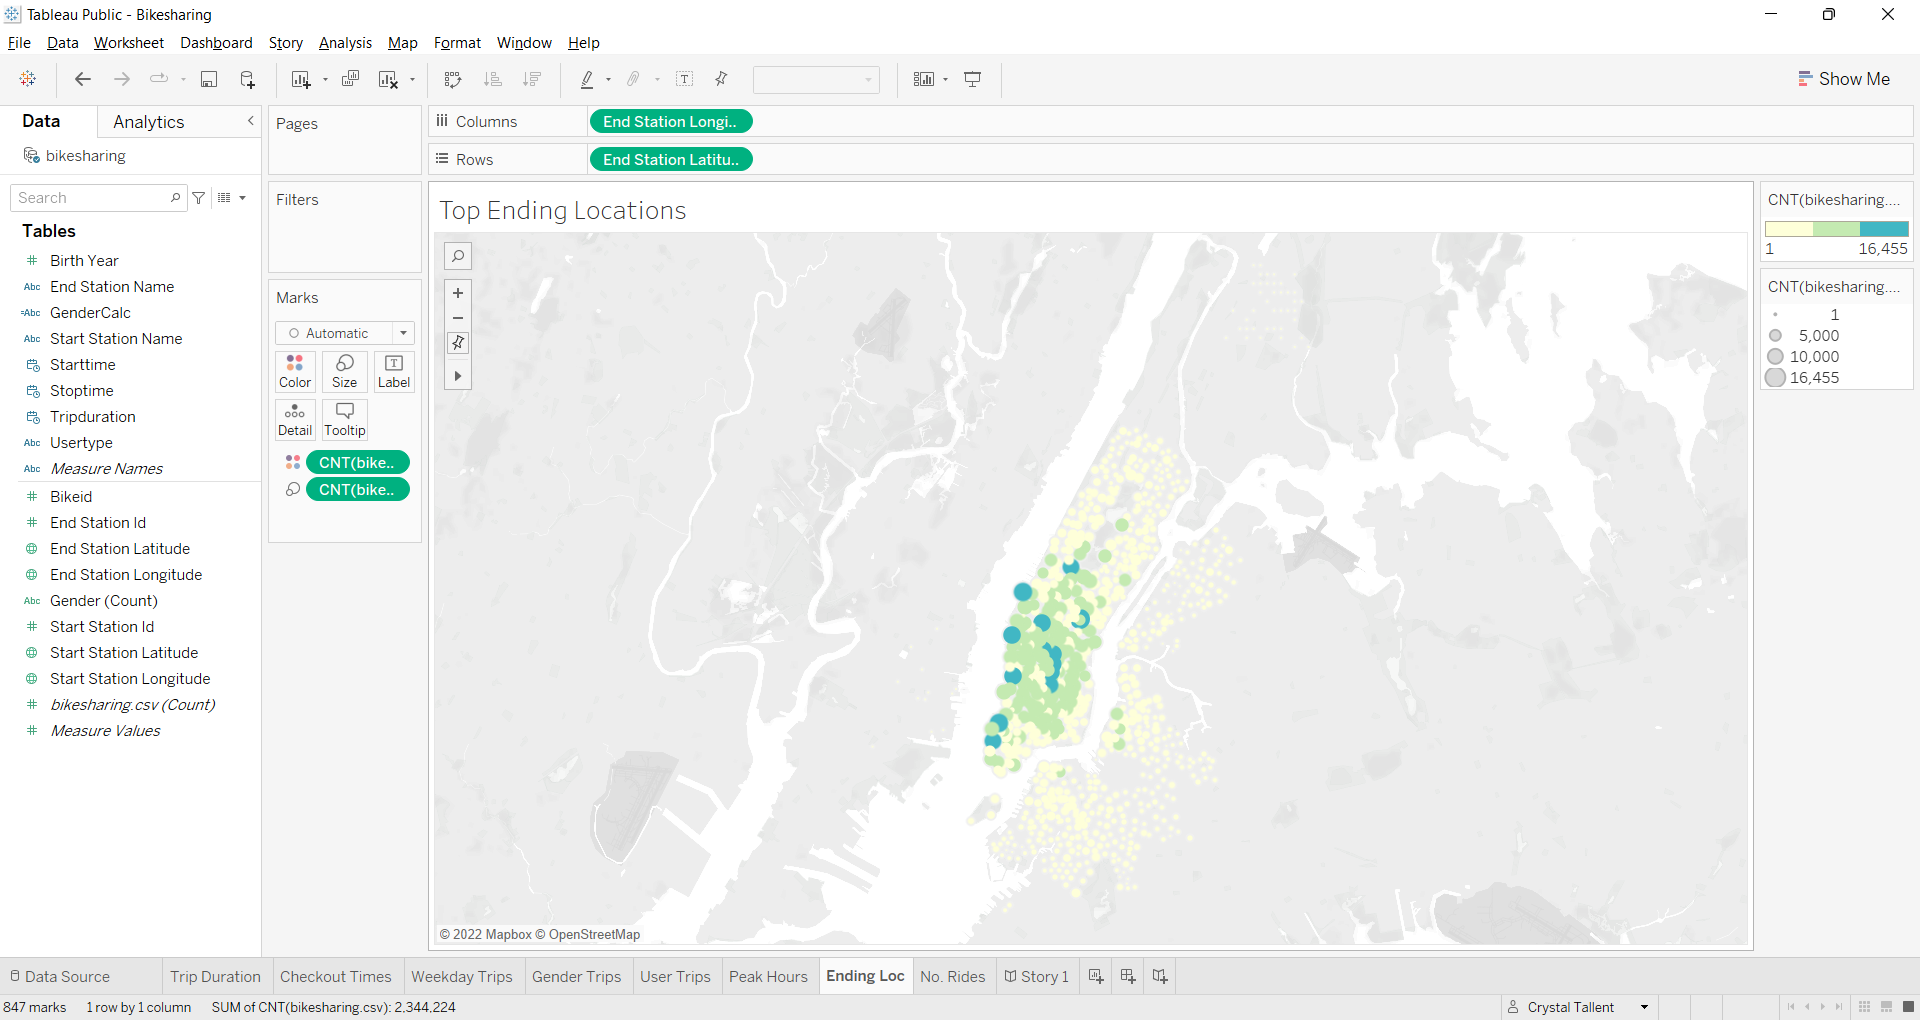 Tableau Public - Bikesharing
File Data Worksheet Dashboard Story Analysis Map Format Window Help
Show Me
Data Analytics
bikesharing
Search
Tables
Birth Year
Abc End Station Name
=Abc GenderCalc
Abc Start Station Name
Starttime
Stoptime
Tripduration
Abc Usertype
Abc Measure Names
Bikeid
End Station Id
End Station Latitude
End Station Longitude
Abc Gender (Count)
Start Station Id
Start Station Latitude
Start Station Longitude
bikesharing.csv (Count)
Measure Values
Pages
Filters
Marks
Automatic
Color Size Label
Detail Tooltip
CNT(bike..
CNT(bike..
Columns End Station Longi..
Rows End Station Latitu..
Top Ending Locations
© 2022 Mapbox © OpenStreetMap
CNT(bikesharing....
1 16,455
CNT(bikesharing....
1
5,000
10,000
16,455
Data Source Trip Duration Checkout Times Weekday Trips Gender Trips User Trips Peak Hours Ending Loc No. Rides Story 1
847 marks 1 row by 1 column SUM of CNT(bikesharing.csv): 2,344,224 Crystal Tallent